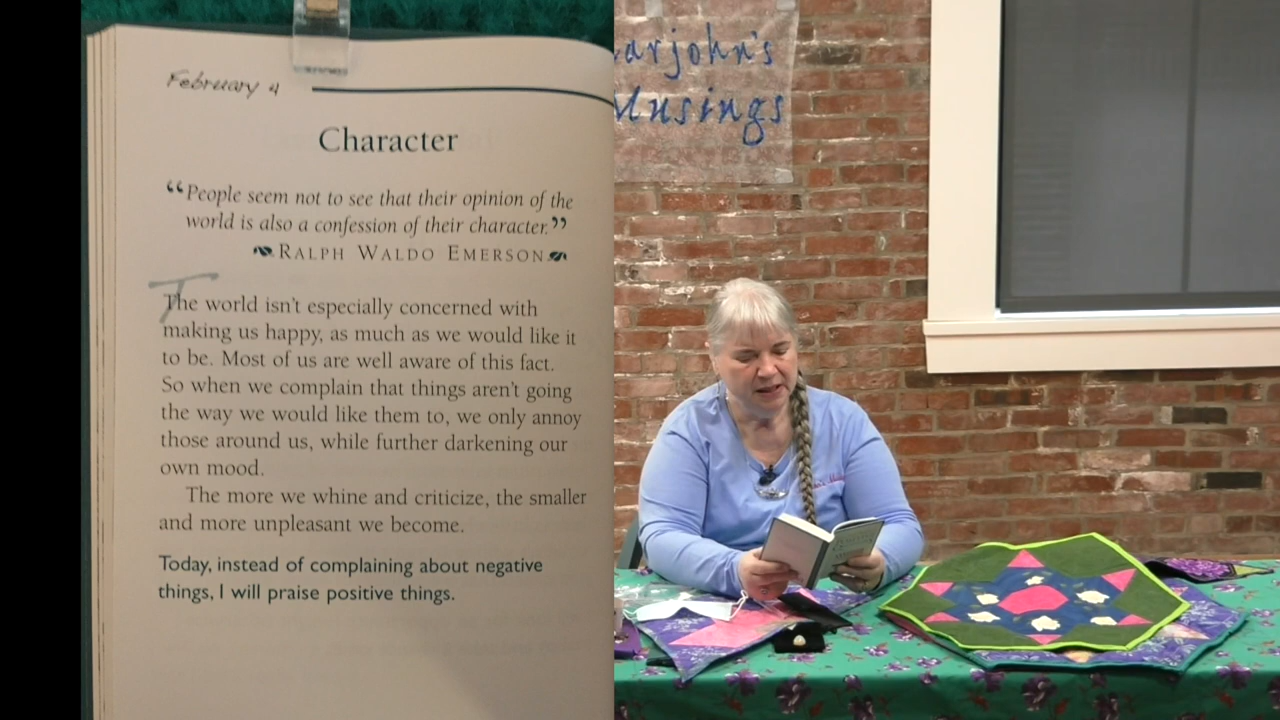 February 4
Character
“People seem not to see that their opinion of the
world is also a confession of their character.”
RALPH WALDO EMERSON
The world isn't especially concerned with
making us happy, as much as we would like it
to be. Most of us are well aware of this fact.
So when we complain that things aren't going
the way we would like them to, we only annoy
those around us, while further darkening our
own mood.
The more we whine and criticize, the smaller
and more unpleasant we become.
Today, instead of complaining about negative
things, I will praise positive things.
arjohn's
Musings